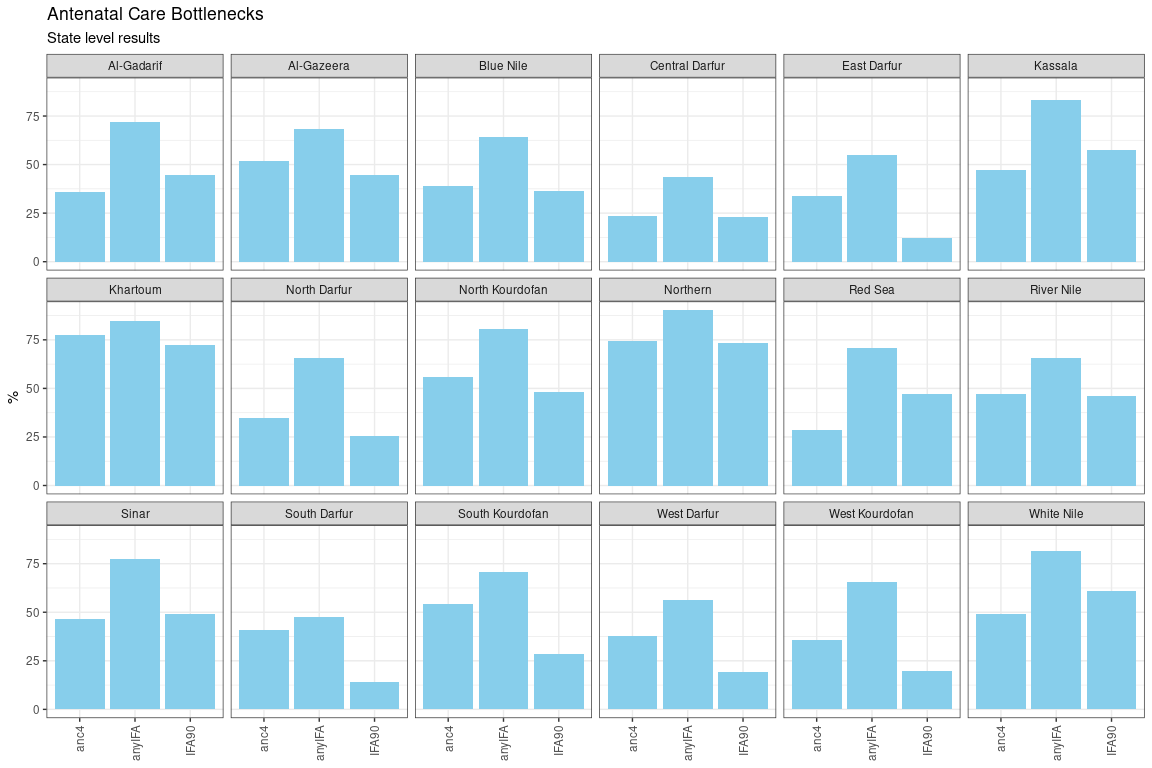 Antenatal Care Bottlenecks
State level results
Al-Gadarif Al-Gazeera Blue Nile Central Darfur East Darfur Kassala
75
50
25
0
Khartoum North Darfur North Kourdofan Northern Red Sea River Nile
75
50
25
0
%
Sinar South Darfur South Kourdofan West Darfur West Kourdofan White Nile
75
50
25
0
anc4 anyIFA IFA90 anc4 anyIFA IFA90 anc4 anyIFA IFA90 anc4 anyIFA IFA90 anc4 anyIFA IFA90 anc4 anyIFA IFA90